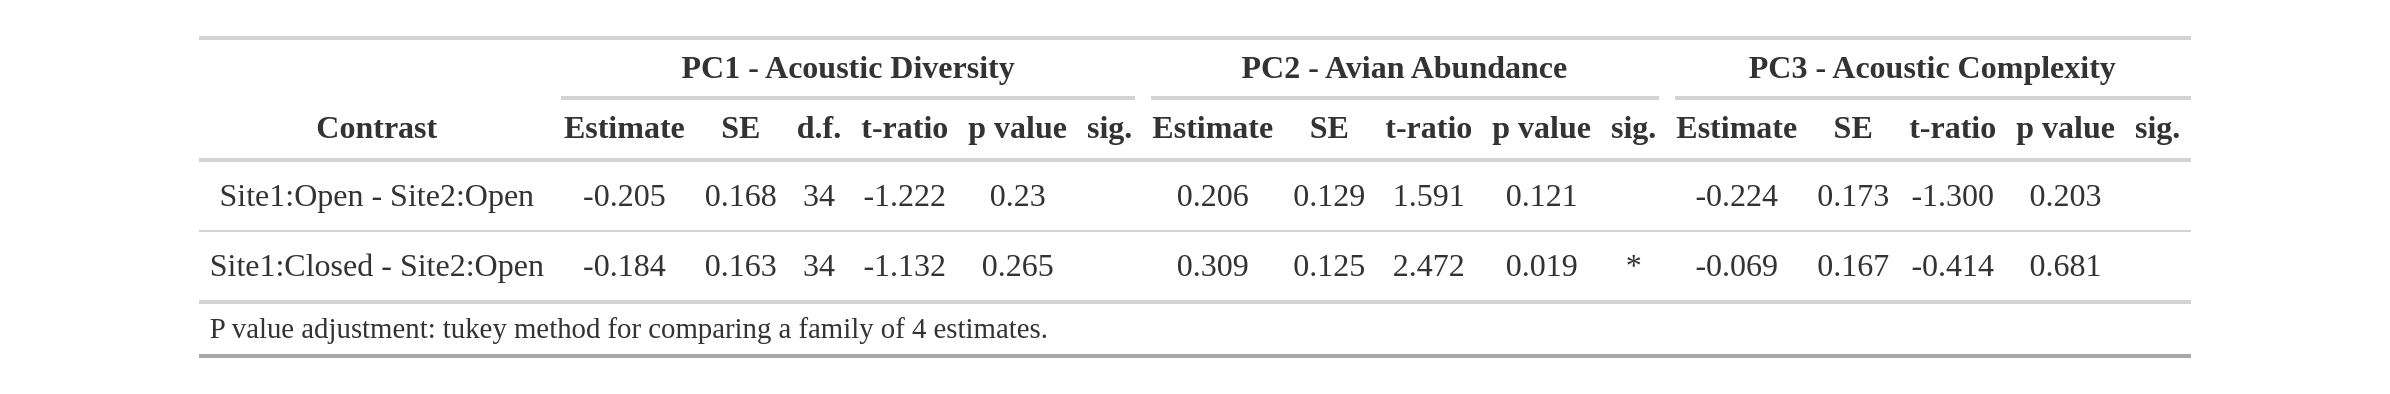 PC1 - Acoustic Diversity PC2 - Avian Abundance PC3 - Acoustic Complexity
Contrast Estimate SE d.f. t-ratio p value sig. Estimate SE t-ratio p value sig. Estimate SE t-ratio p value sig.
Site1:Open - Site2:Open -0.205 0.168 34 -1.222 0.23 0.206 0.129 1.591 0.121 -0.224 0.173 -1.300 0.203
Site1:Closed - Site2:Open -0.184 0.163 34 -1.132 0.265 0.309 0.125 2.472 0.019 * -0.069 0.167 -0.414 0.681
P value adjustment: tukey method for comparing a family of 4 estimates.